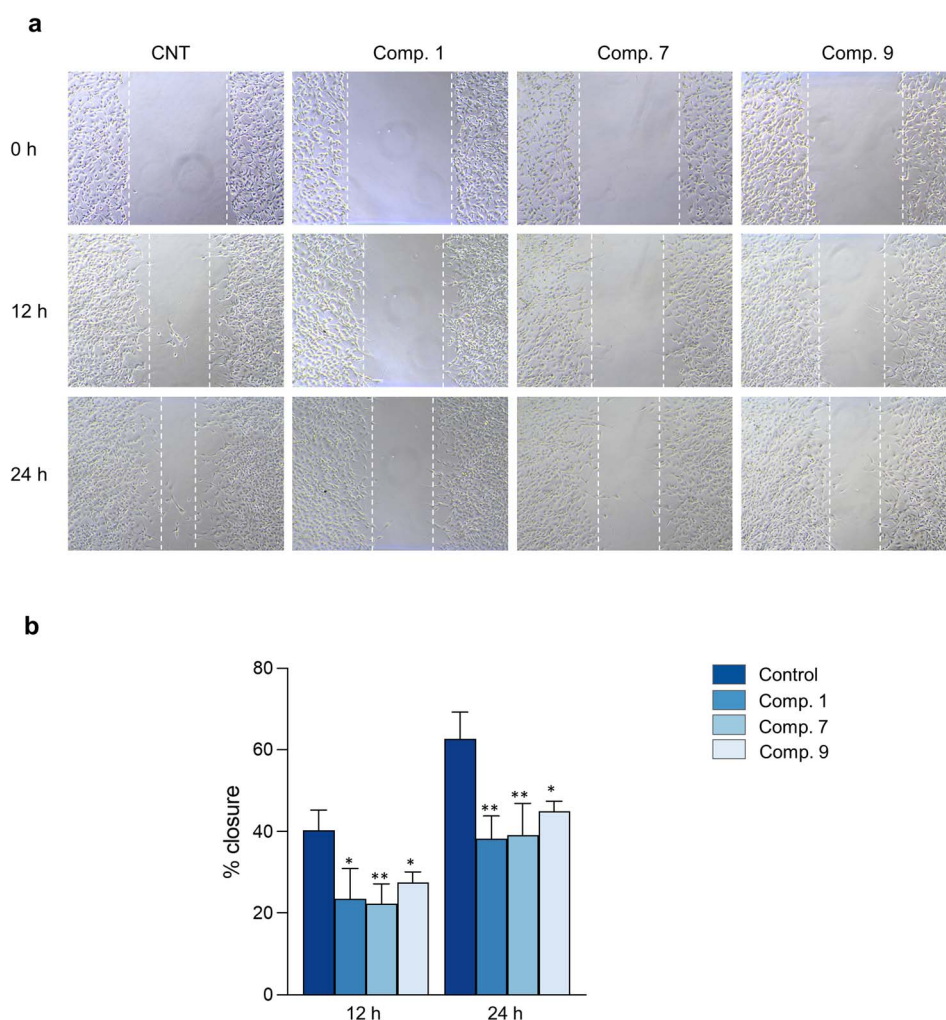 a
CNT Comp. 1 Comp. 7 Comp. 9
0 h
12 h
24 h
b
% closure
80
60
40
20
0
* ** *
** ** *
12 h 24 h
Control
Comp. 1
Comp. 7
Comp. 9